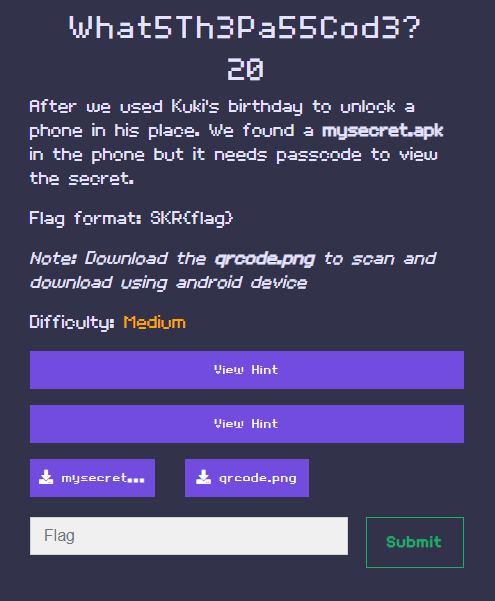 What5Th3Pa55Cod3?
20
After we used Kuki's birthday to unlock a
phone in his place. We found a mysecret.apk
in the phone but it needs passcode to view
the secret.
Flag format: SKR{flag}
Note: Download the qrcode.png to scan and
download using android device
Difficulty: Medium
View Hint
View Hint
mysecret... qrcode.png
Flag Submit